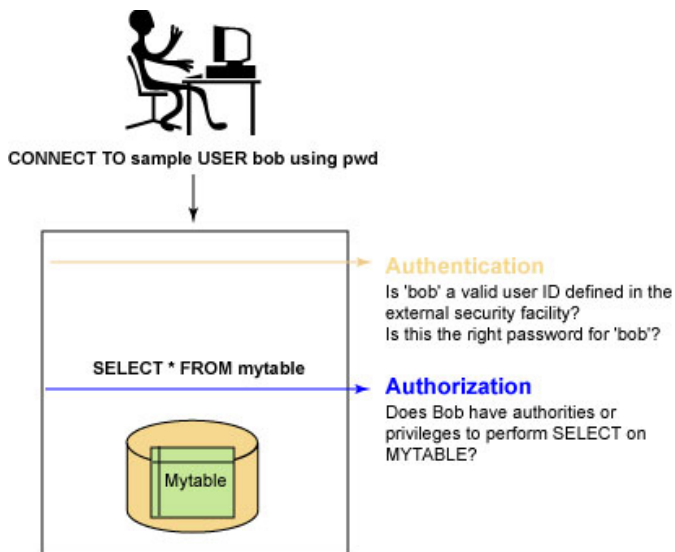 CONNECT TO sample USER bob using pwd
Authentication
Is 'bob' a valid user ID defined in the
external security facility?
Is this the right password for 'bob'?
SELECT * FROM mytable
Authorization
Does Bob have authorities or
privileges to perform SELECT on
MYTABLE?
Mytable